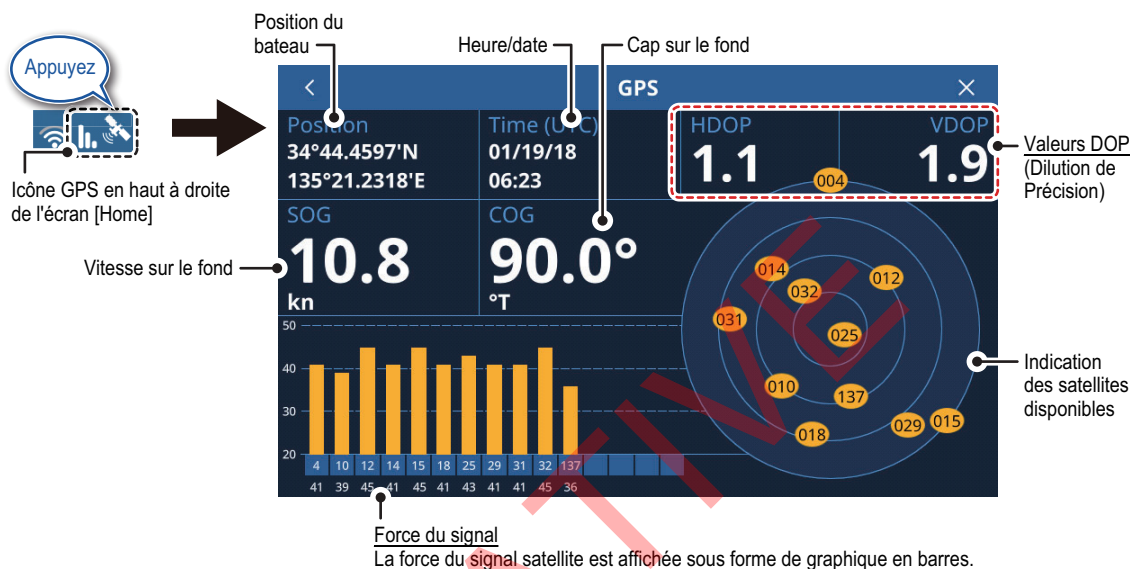 Position du
bateau
Heure/date
Cap sur le fond
Appuyez
Icône GPS en haut à droite
de l'écran [Home]
GPS
Position
34°44.4597'N
135°21.2318'E
Time (UTC)
01/19/18
06:23
HDOP
1.1
VDOP
1.9
Valeurs DOP
(Dilution de
Précision)
SOG
10.8
kn
COG
90.0°
°T
Vitesse sur le fond
004
014
012
032
031
025
010
137
018
029
015
Indication
des satellites
disponibles
50
40
30
20
4 10 12 14 15 18 25 29 31 32 137
41 39 45 41 45 41 43 41 41 45 36
Force du signal
La force du signal satellite est affichée sous forme de graphique en barres.
TIVE